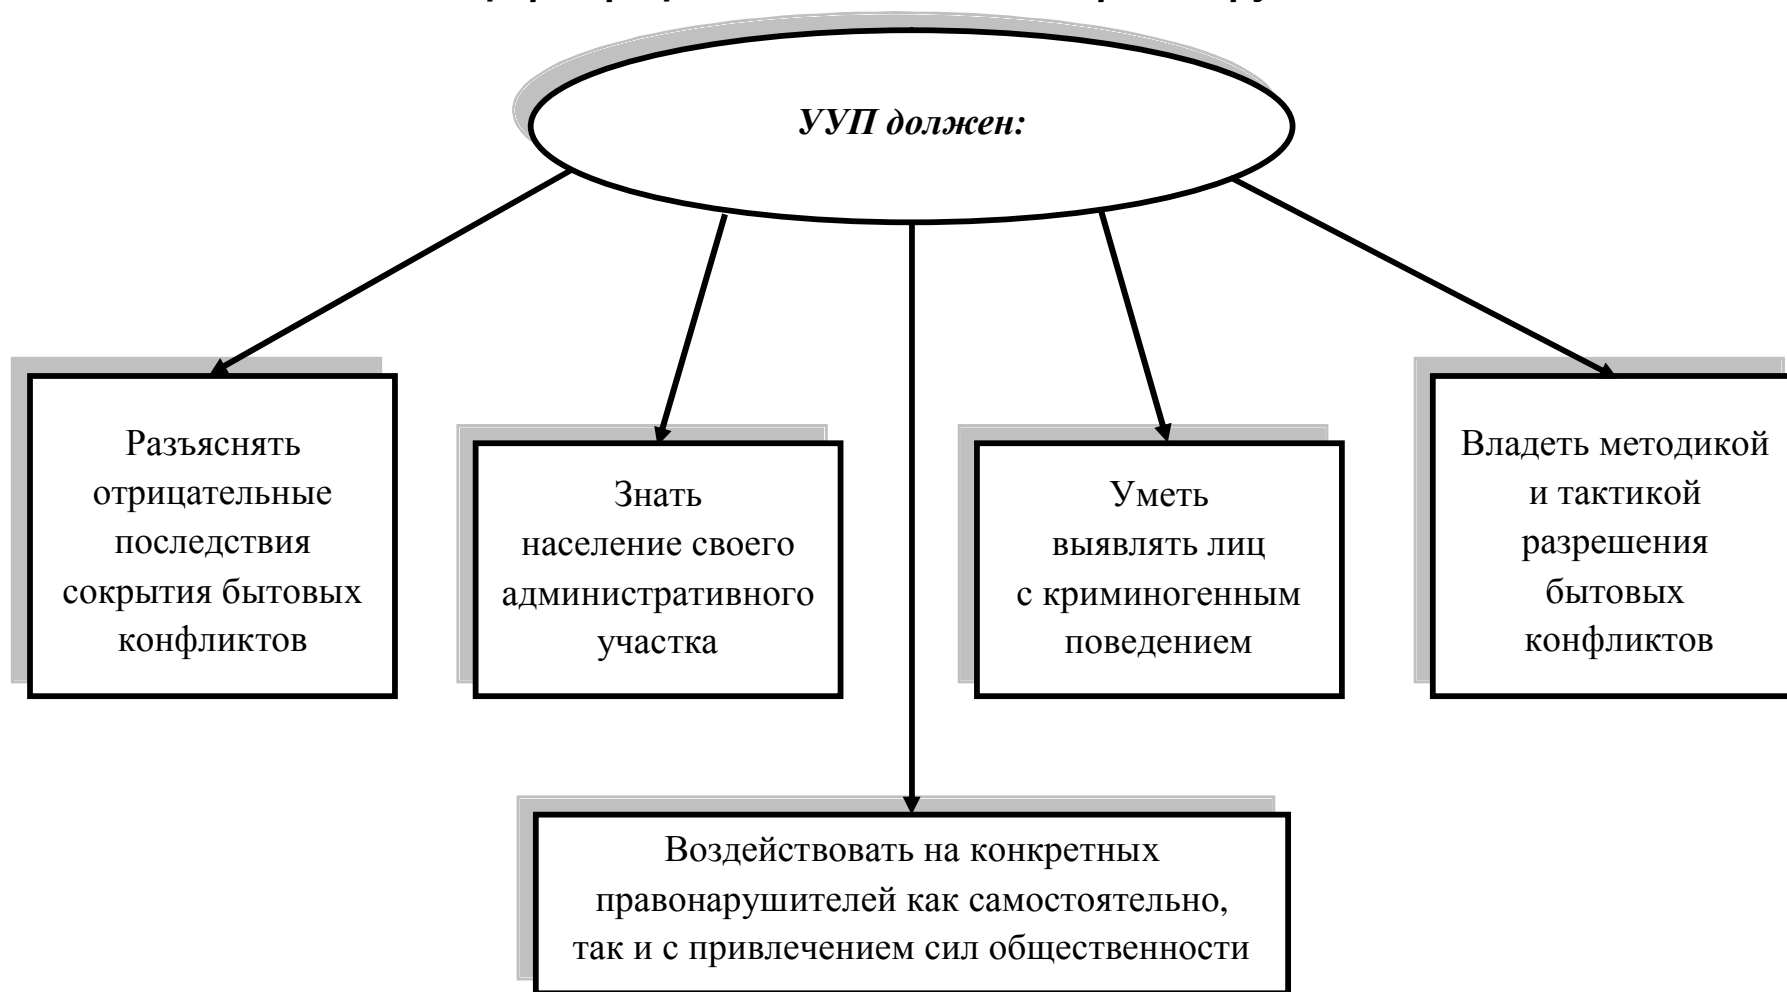 УУП должен:
Разъяснять
отрицательные
последствия
сокрытия бытовых
конфликтов
Знать
население своего
административного
участка
Уметь
выявлять лиц
с криминогенным
поведением
Владеть методикой
и тактикой
разрешения
бытовых
конфликтов
Воздействовать на конкретных
правонарушителей как самостоятельно,
так и с привлечением сил общественности